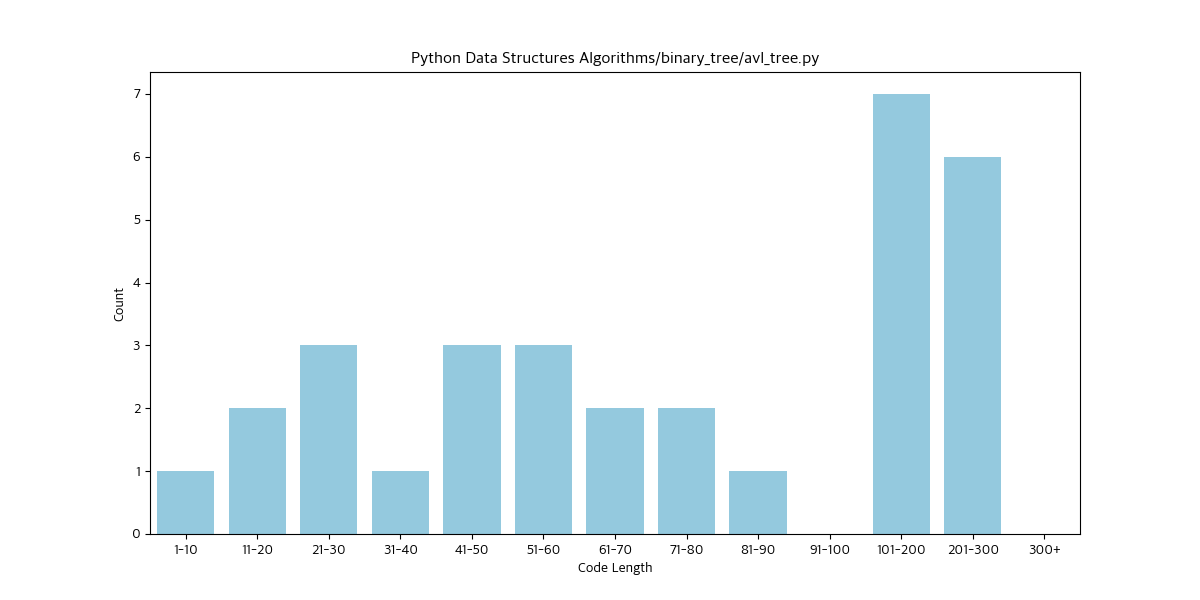 Python Data Structures Algorithms/binary_tree/avl_tree.py
7
6
5
4
3
2
1
0
Count
1-10 11-20 21-30 31-40 41-50 51-60 61-70 71-80 81-90 91-100 101-200 201-300 300+
Code Length